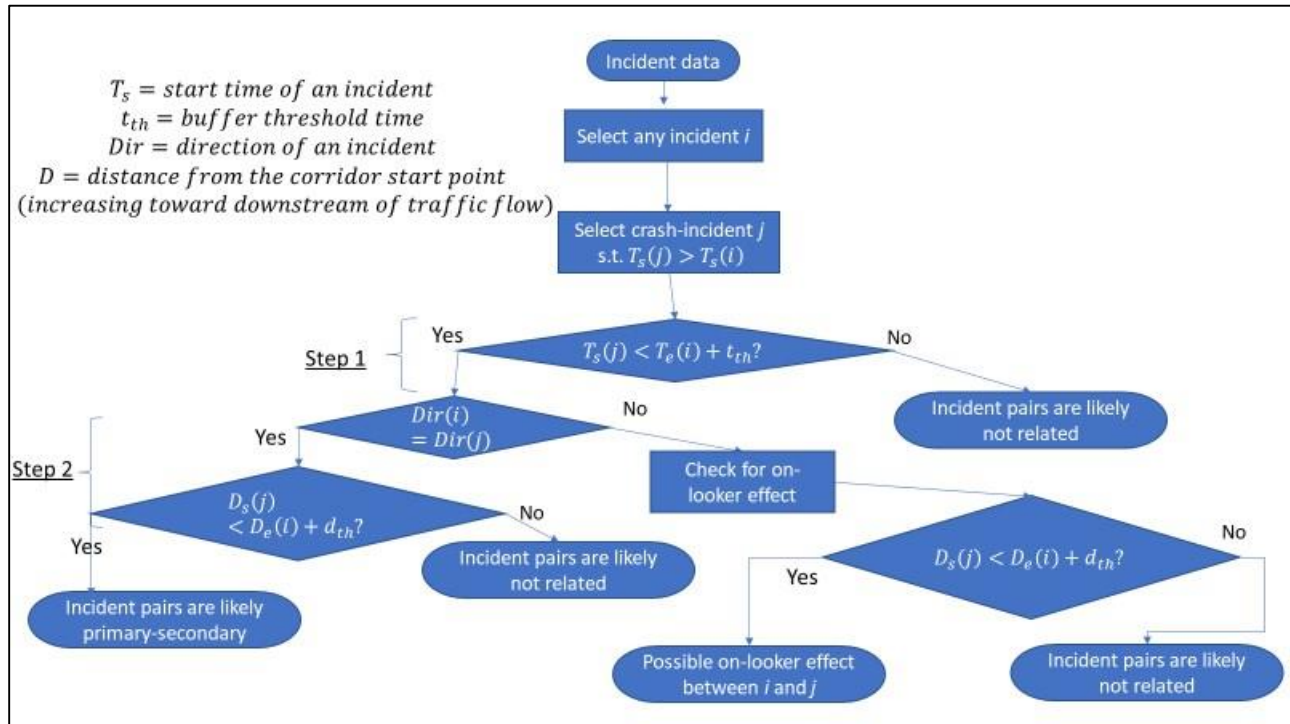 Incident data
T_s = start time of an incident
t_th = buffer threshold time
Dir = direction of an incident
D = distance from the corridor start point
(increasing toward downstream of traffic flow)
Select any incident i
Select crash-incident j
s.t. T_s(j) > T_s(i)
Step 1
Yes
T_s(j) < T_e(i) + t_th?
No
Incident pairs are likely
not related
Step 2
Yes
Dir(i)
= Dir(j)
No
Check for on-
looker effect
D_s(j)
< D_e(i) + d_th?
Yes
No
Incident pairs are likely
primary-secondary
Incident pairs are likely
not related
D_s(j) < D_e(i) + d_th?
Yes
No
Possible on-looker effect
between i and j
Incident pairs are likely
not related